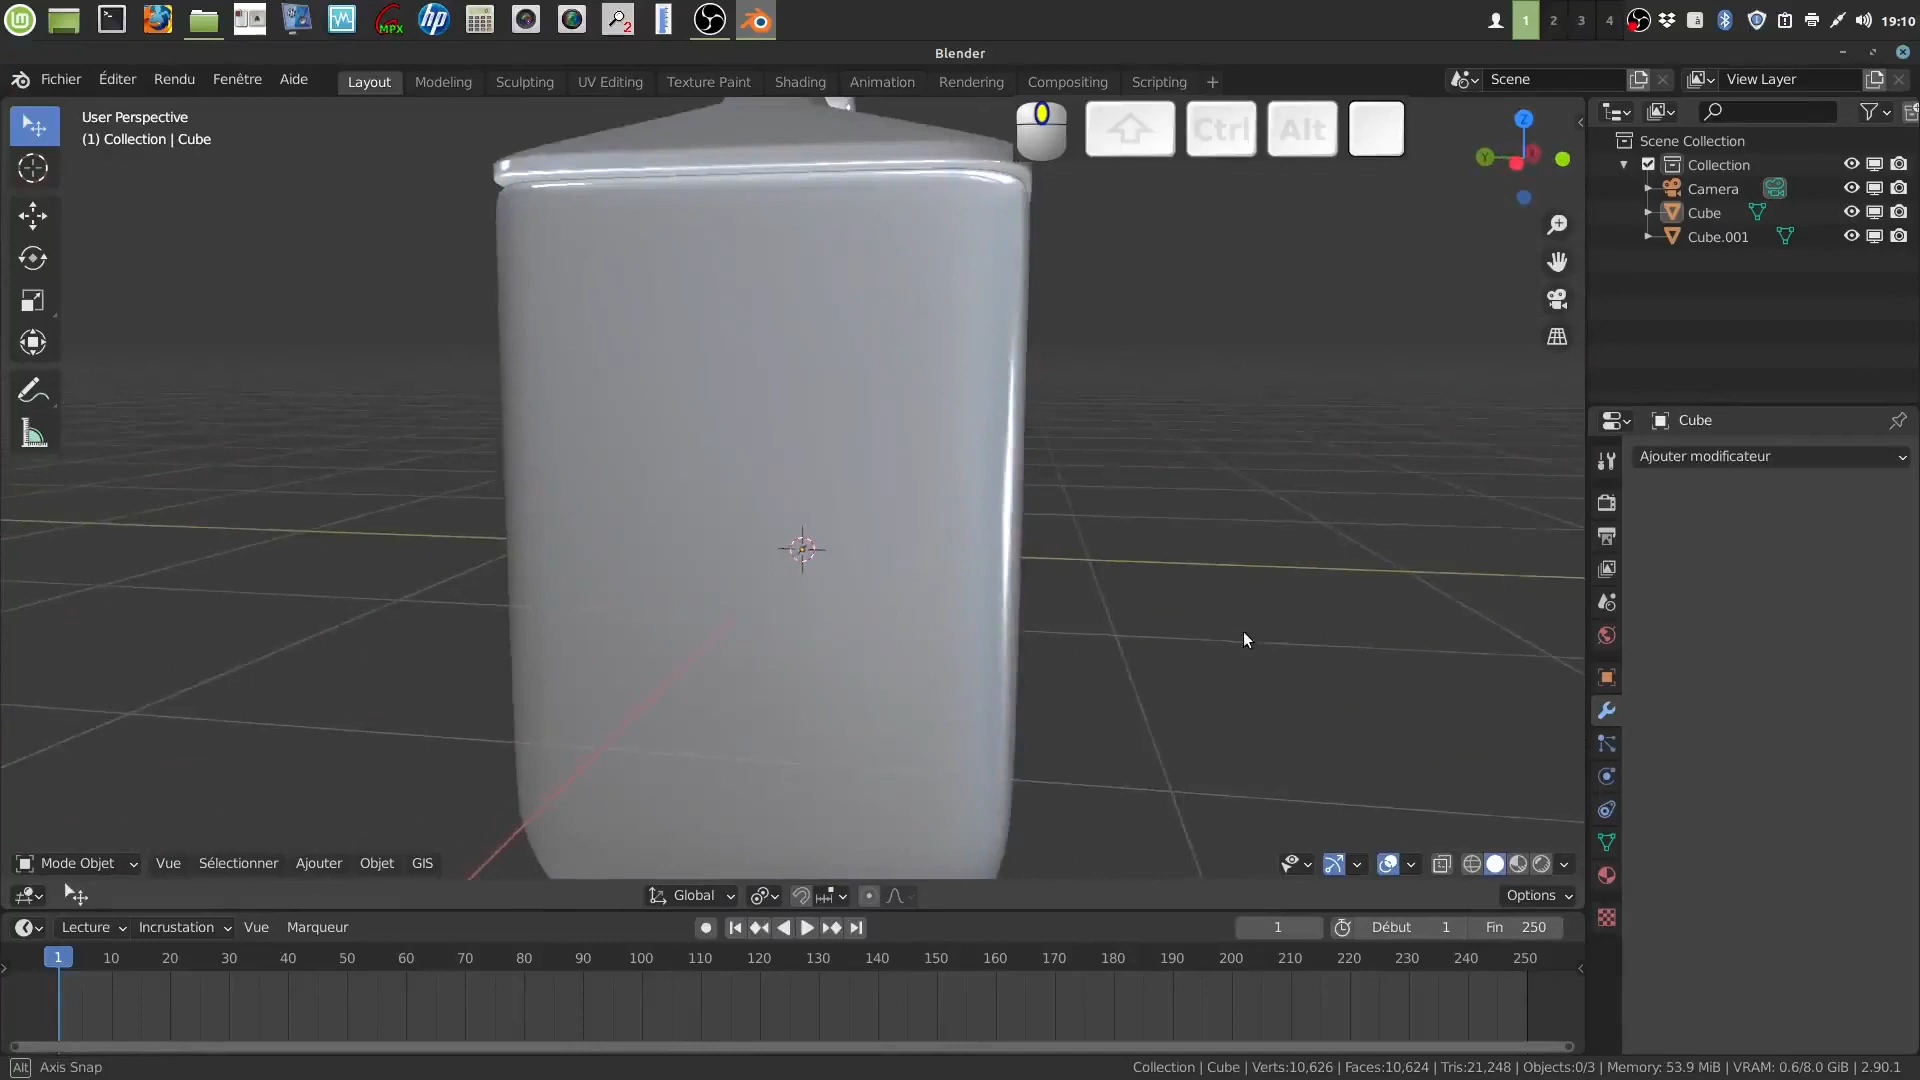 MPX
2
1 2 3 4
19:10
Blender
Fichier Éditer Rendu Fenêtre Aide
Layout Modeling Sculpting UV Editing Texture Paint Shading Animation Rendering Compositing Scripting +
Scene
View Layer
User Perspective
(1) Collection | Cube
Ctrl Alt
Z
Y
Scene Collection
Collection
Camera
Cube
Cube.001
Cube
Ajouter modificateur
Mode Objet Vue Sélectionner Ajouter Objet GIS
Global
Options
Lecture Incrustation Vue Marqueur
1
Début 1
Fin 250
1 10 20 30 40 50 60 70 80 90 100 110 120 130 140 150 160 170 180 190 200 210 220 230 240 250
Alt Axis Snap
Collection | Cube | Verts:10,626 | Faces:10,624 | Tris:21,248 | Objects:0/3 | Memory: 53.9 MiB | VRAM: 0.6/8.0 GiB | 2.90.1